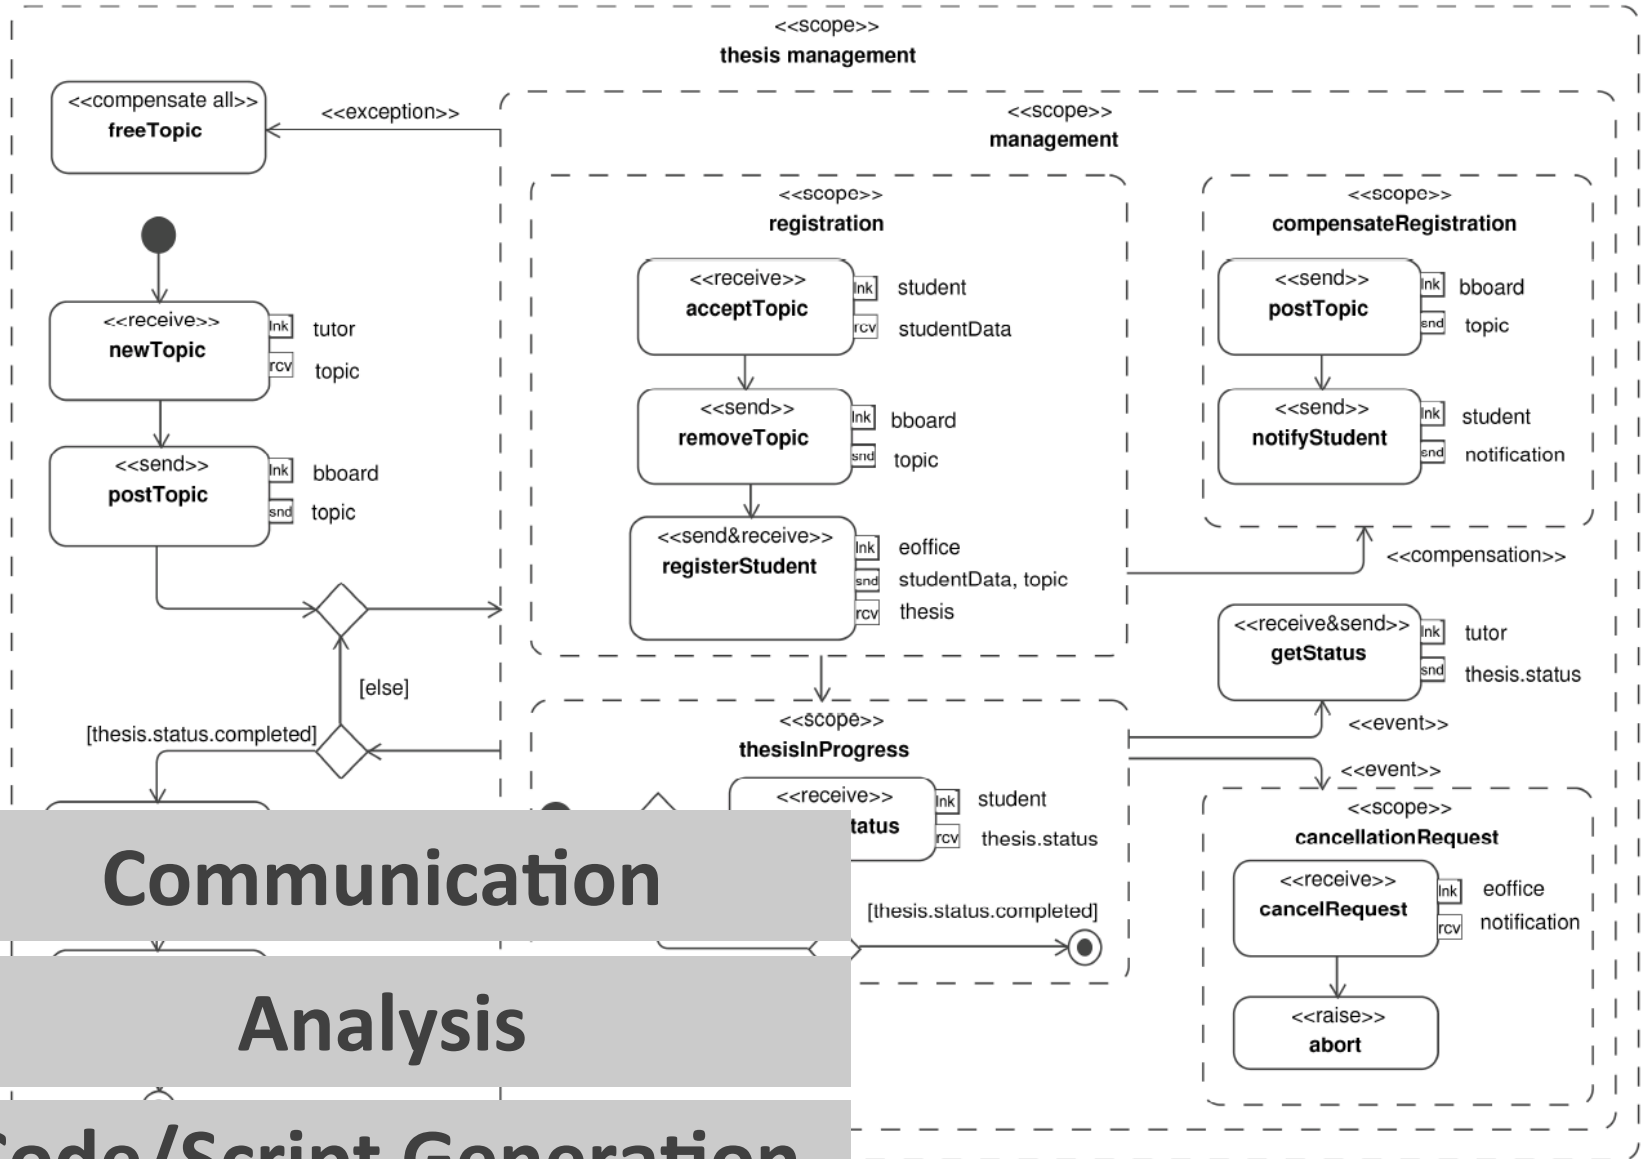 <<scope>>
thesis management
<<compensate all>>
freeTopic
<<exception>>
<<receive>>
newTopic
lnk tutor
rcv topic
<<send>>
postTopic
lnk bboard
snd topic
[else]
[thesis.status.completed]
<<scope>>
management
<<scope>>
registration
<<receive>>
acceptTopic
lnk student
rcv studentData
<<send>>
removeTopic
lnk bboard
snd topic
<<send&receive>>
registerStudent
lnk eoffice
snd studentData, topic
rcv thesis
<<scope>>
compensateRegistration
<<send>>
postTopic
lnk bboard
snd topic
<<send>>
notifyStudent
lnk student
snd notification
<<compensation>>
<<receive&send>>
getStatus
lnk tutor
snd thesis.status
<<event>>
<<event>>
<<scope>>
thesisInProgress
<<receive>>
tatus
lnk student
rcv thesis.status
[thesis.status.completed]
<<scope>>
cancellationRequest
<<receive>>
cancelRequest
lnk eoffice
rcv notification
<<raise>>
abort
Communication
Analysis
Code/Script Generation